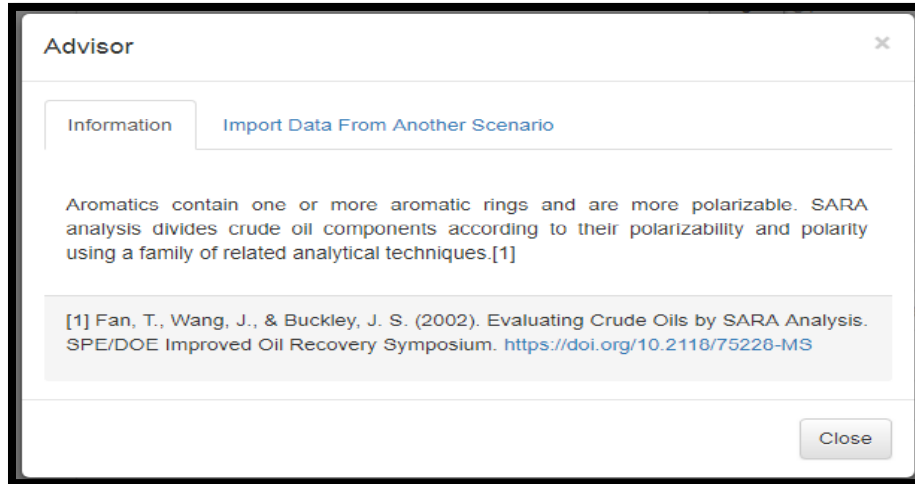 Advisor
×
Information
Import Data From Another Scenario
Aromatics contain one or more aromatic rings and are more polarizable. SARA
analysis divides crude oil components according to their polarizability and polarity
using a family of related analytical techniques.[1]
[1] Fan, T., Wang, J., & Buckley, J. S. (2002). Evaluating Crude Oils by SARA Analysis.
SPE/DOE Improved Oil Recovery Symposium. https://doi.org/10.2118/75228-MS
Close